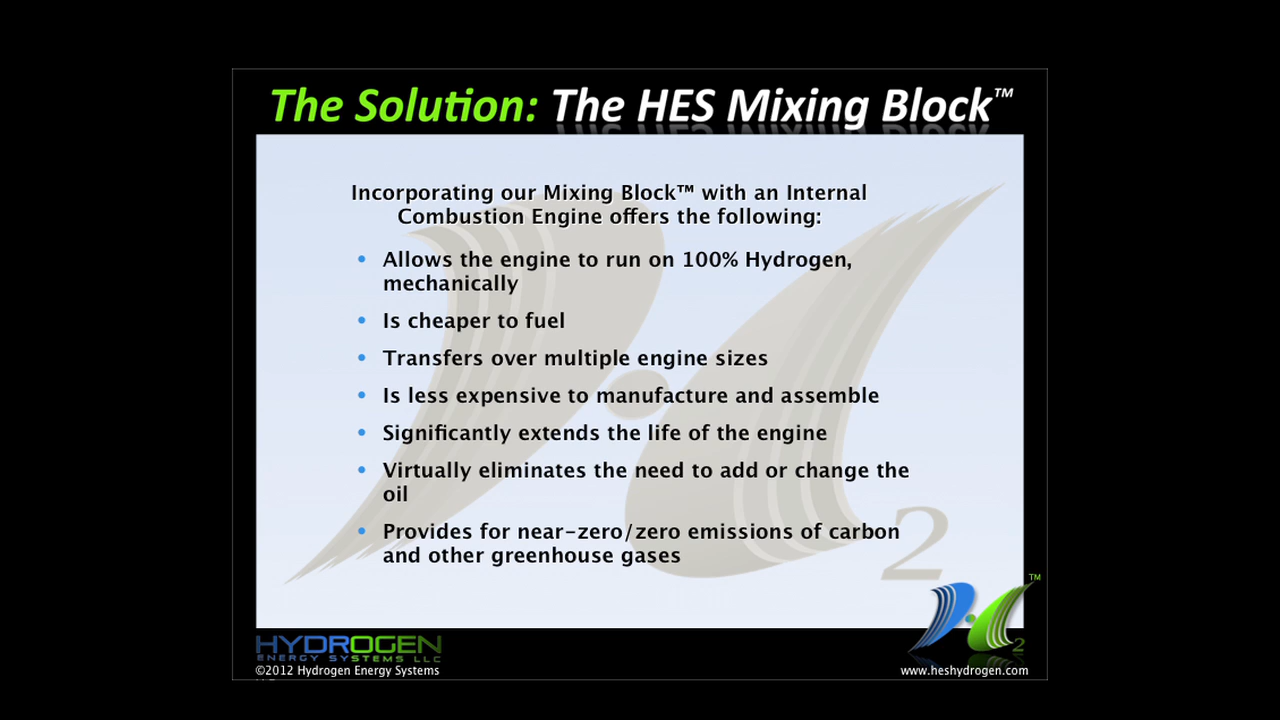 The Solution: The HES Mixing Block™
Incorporating our Mixing Block™ with an Internal
Combustion Engine offers the following:
• Allows the engine to run on 100% Hydrogen,
mechanically
• Is cheaper to fuel
• Transfers over multiple engine sizes
• Is less expensive to manufacture and assemble
• Significantly extends the life of the engine
• Virtually eliminates the need to add or change the
oil
• Provides for near-zero/zero emissions of carbon
and other greenhouse gases
2
™
2
HYDROGEN
ENERGY SYSTEMS LLC
©2012 Hydrogen Energy Systems
www.heshydrogen.com